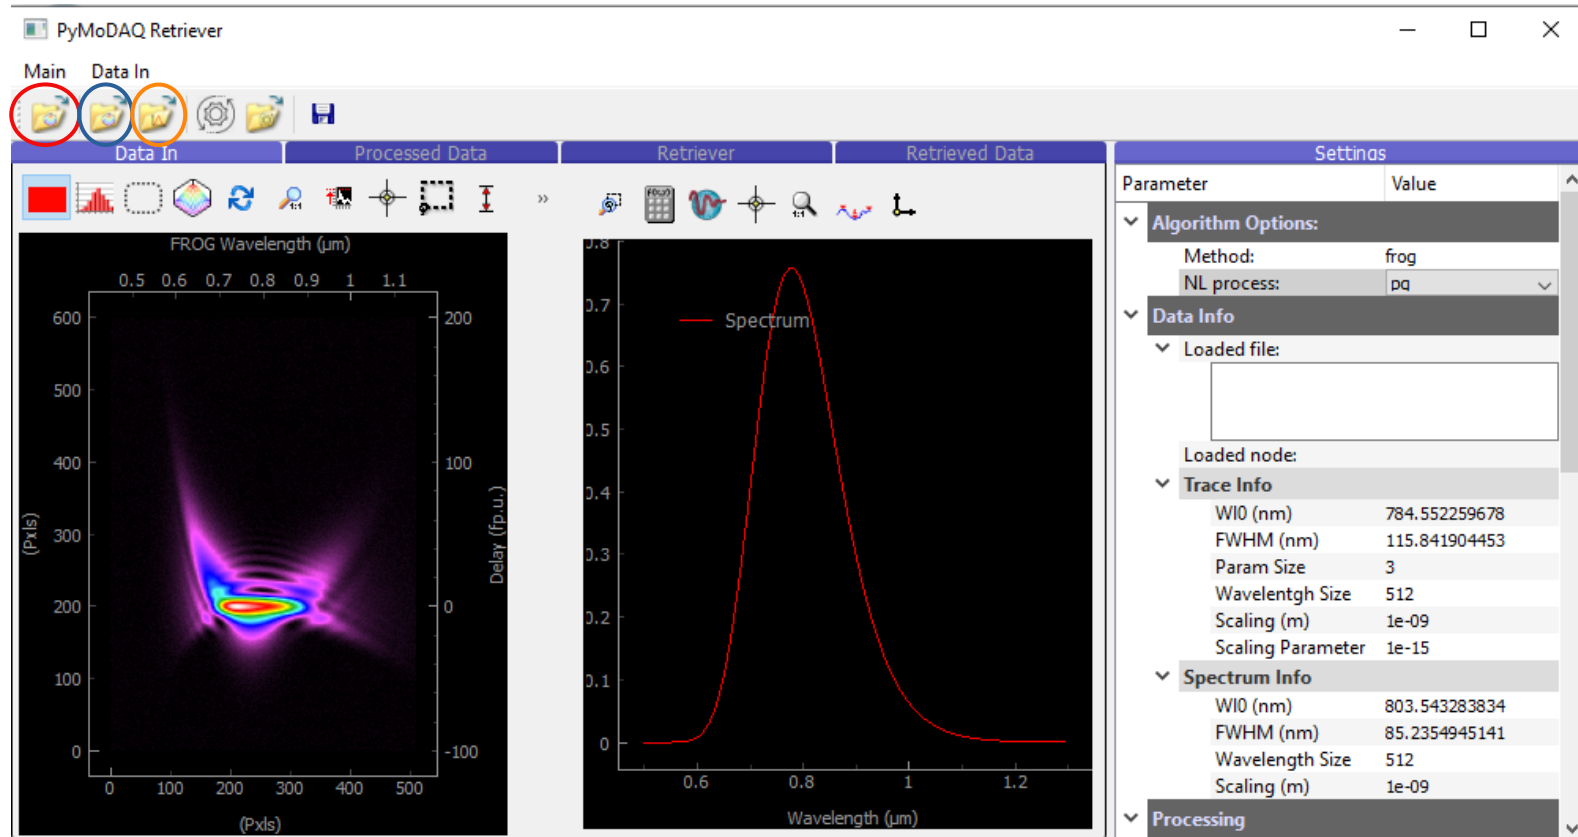 PyMoDAQ Retriever
Main Data In
Data In Processed Data Retriever Retrieved Data Settings
1:1 » F(ω,t) 1:1
FROG Wavelength (μm)
0.5 0.6 0.7 0.8 0.9 1 1.1
600
500
400
300
200
100
0
(Pxls)
200
100
0
-100
Delay (fp.u.)
0 100 200 300 400 500
(Pxls)
0.8
0.7
0.6
0.5
0.4
0.3
0.2
0.1
0
Spectrum
0.6 0.8 1 1.2
Wavelength (μm)
Parameter Value
Algorithm Options:
Method: frog
NL process: pg
Data Info
Loaded file:
Loaded node:
Trace Info
Wl0 (nm) 784.552259678
FWHM (nm) 115.841904453
Param Size 3
Wavelentgh Size 512
Scaling (m) 1e-09
Scaling Parameter 1e-15
Spectrum Info
Wl0 (nm) 803.543283834
FWHM (nm) 85.2354945141
Wavelength Size 512
Scaling (m) 1e-09
Processing